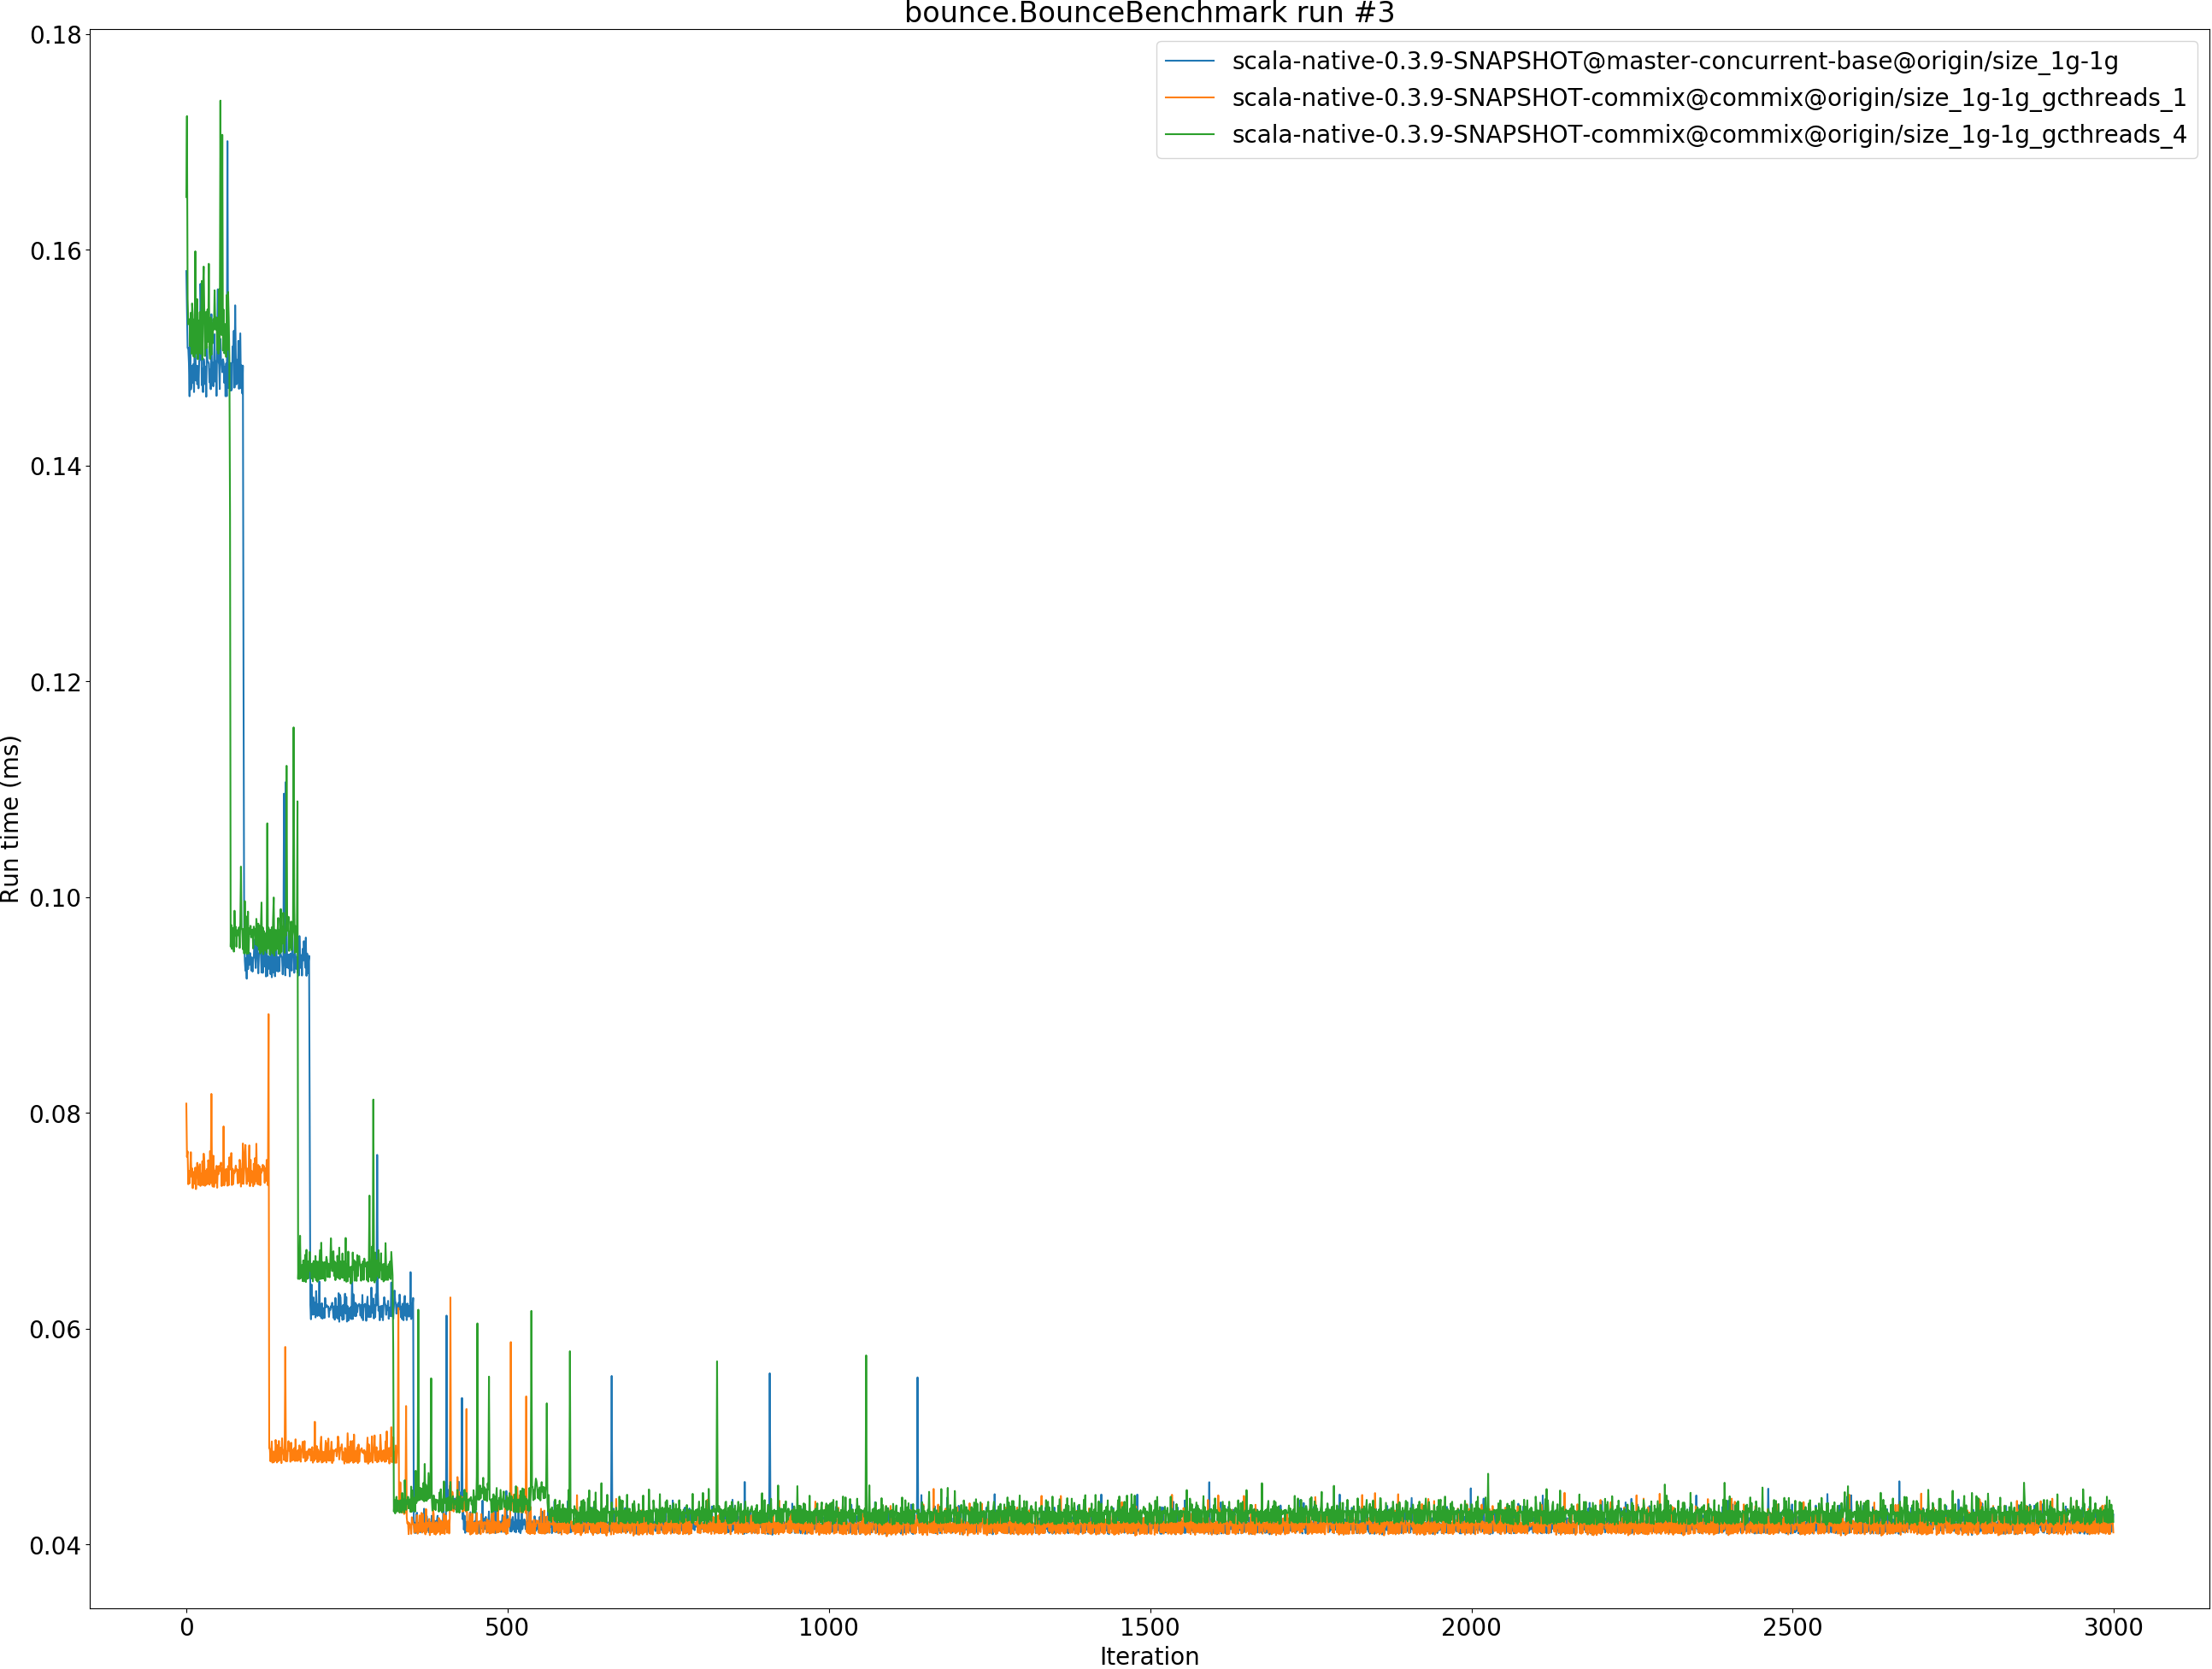 bounce.BounceBenchmark run #3
scala-native-0.3.9-SNAPSHOT@master-concurrent-base@origin/size_1g-1g
scala-native-0.3.9-SNAPSHOT-commix@commix@origin/size_1g-1g_gcthreads_1
scala-native-0.3.9-SNAPSHOT-commix@commix@origin/size_1g-1g_gcthreads_4
Run time (ms)
0.18
0.16
0.14
0.12
0.10
0.08
0.06
0.04
0 500 1000 1500 2000 2500 3000
Iteration